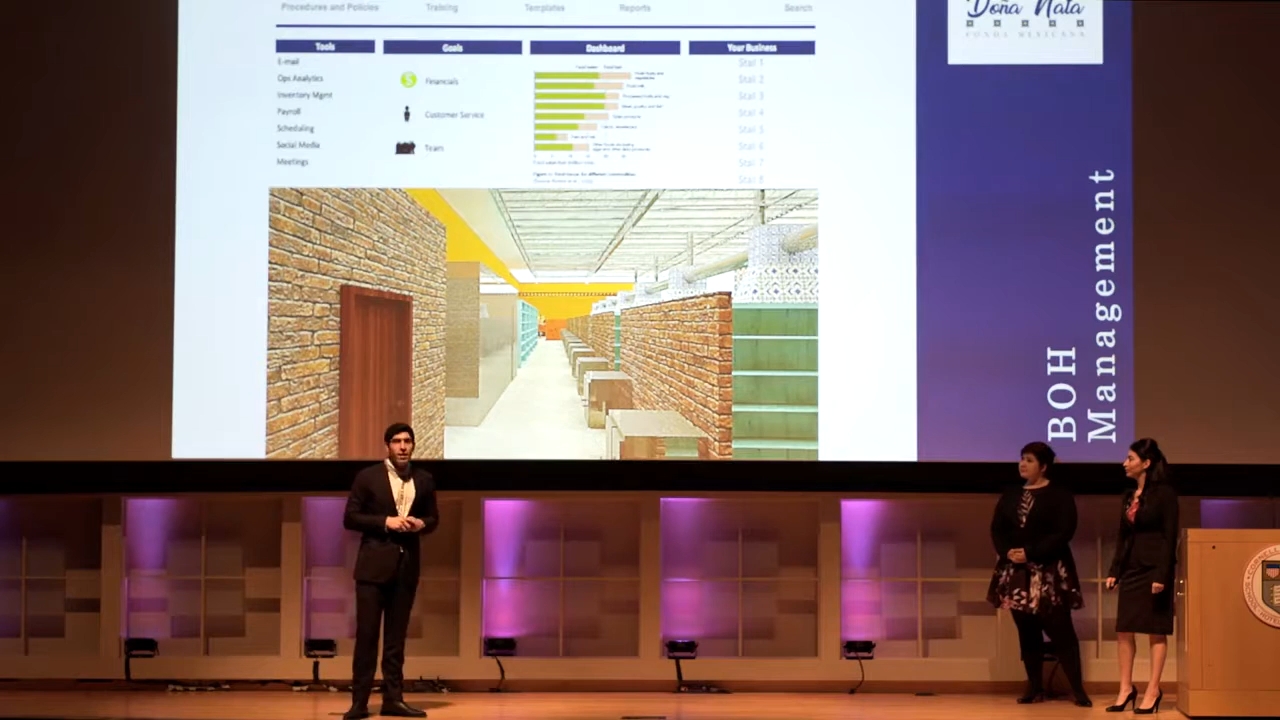 Procedures and Policies Training Templates Reports Search
Doña Nata
FONDA MEXICANA
Tools Goals Dashboard Your Business
E-mail
Ops Analytics
Inventory Mgmt
Payroll
Scheduling
Social Media
Meetings
Financials
Customer Service
Team
Stall 1
Stall 2
Stall 3
Stall 4
Stall 5
Stall 6
Stall 7
Stall 8
BOH
Management